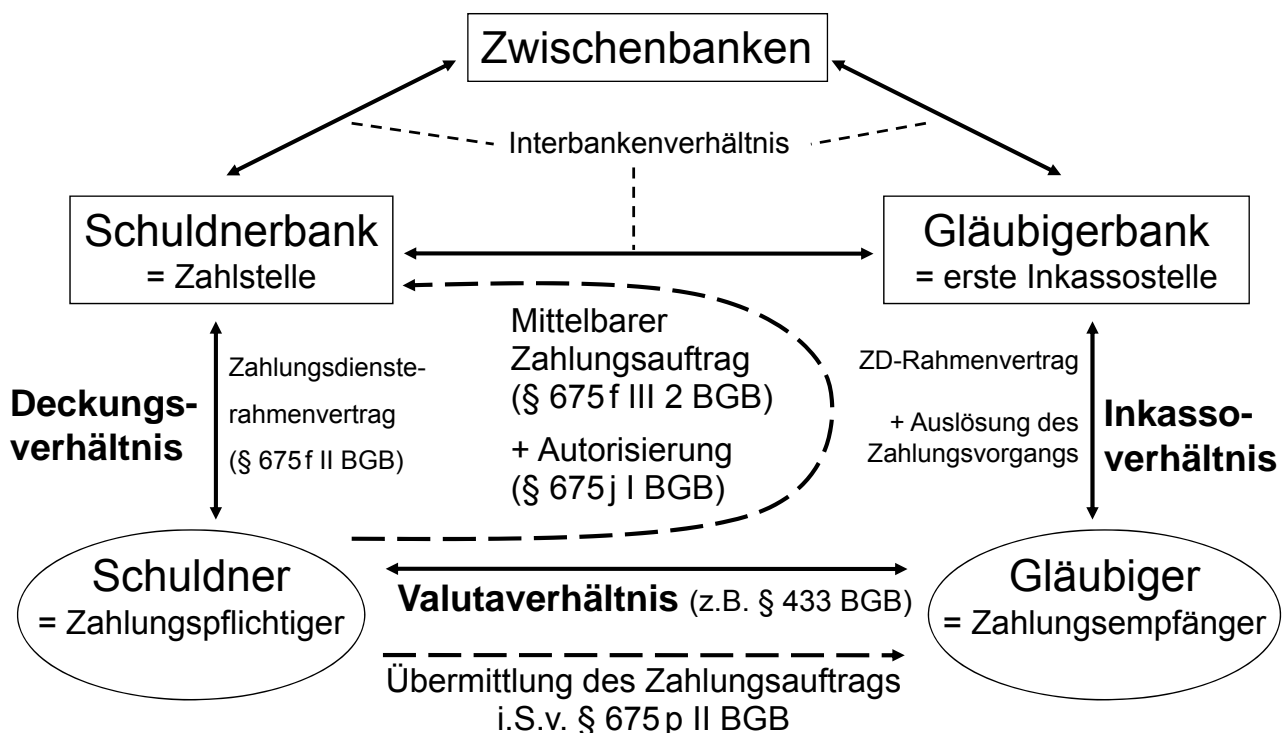 Zwischenbanken
Interbankenverhältnis
Schuldnerbank
= Zahlstelle
Gläubigerbank
= erste Inkassostelle
Deckungs-
verhältnis
Zahlungsdienste-
rahmenvertrag
(§ 675f II BGB)
Mittelbarer
Zahlungsauftrag
(§ 675f III 2 BGB)
+ Autorisierung
(§ 675j I BGB)
ZD-Rahmenvertrag
+ Auslösung des
Zahlungsvorgangs
Inkasso-
verhältnis
Schuldner
= Zahlungspflichtiger
Valutaverhältnis (z.B. § 433 BGB)
Gläubiger
= Zahlungsempfänger
Übermittlung des Zahlungsauftrags
i.S.v. § 675p II BGB